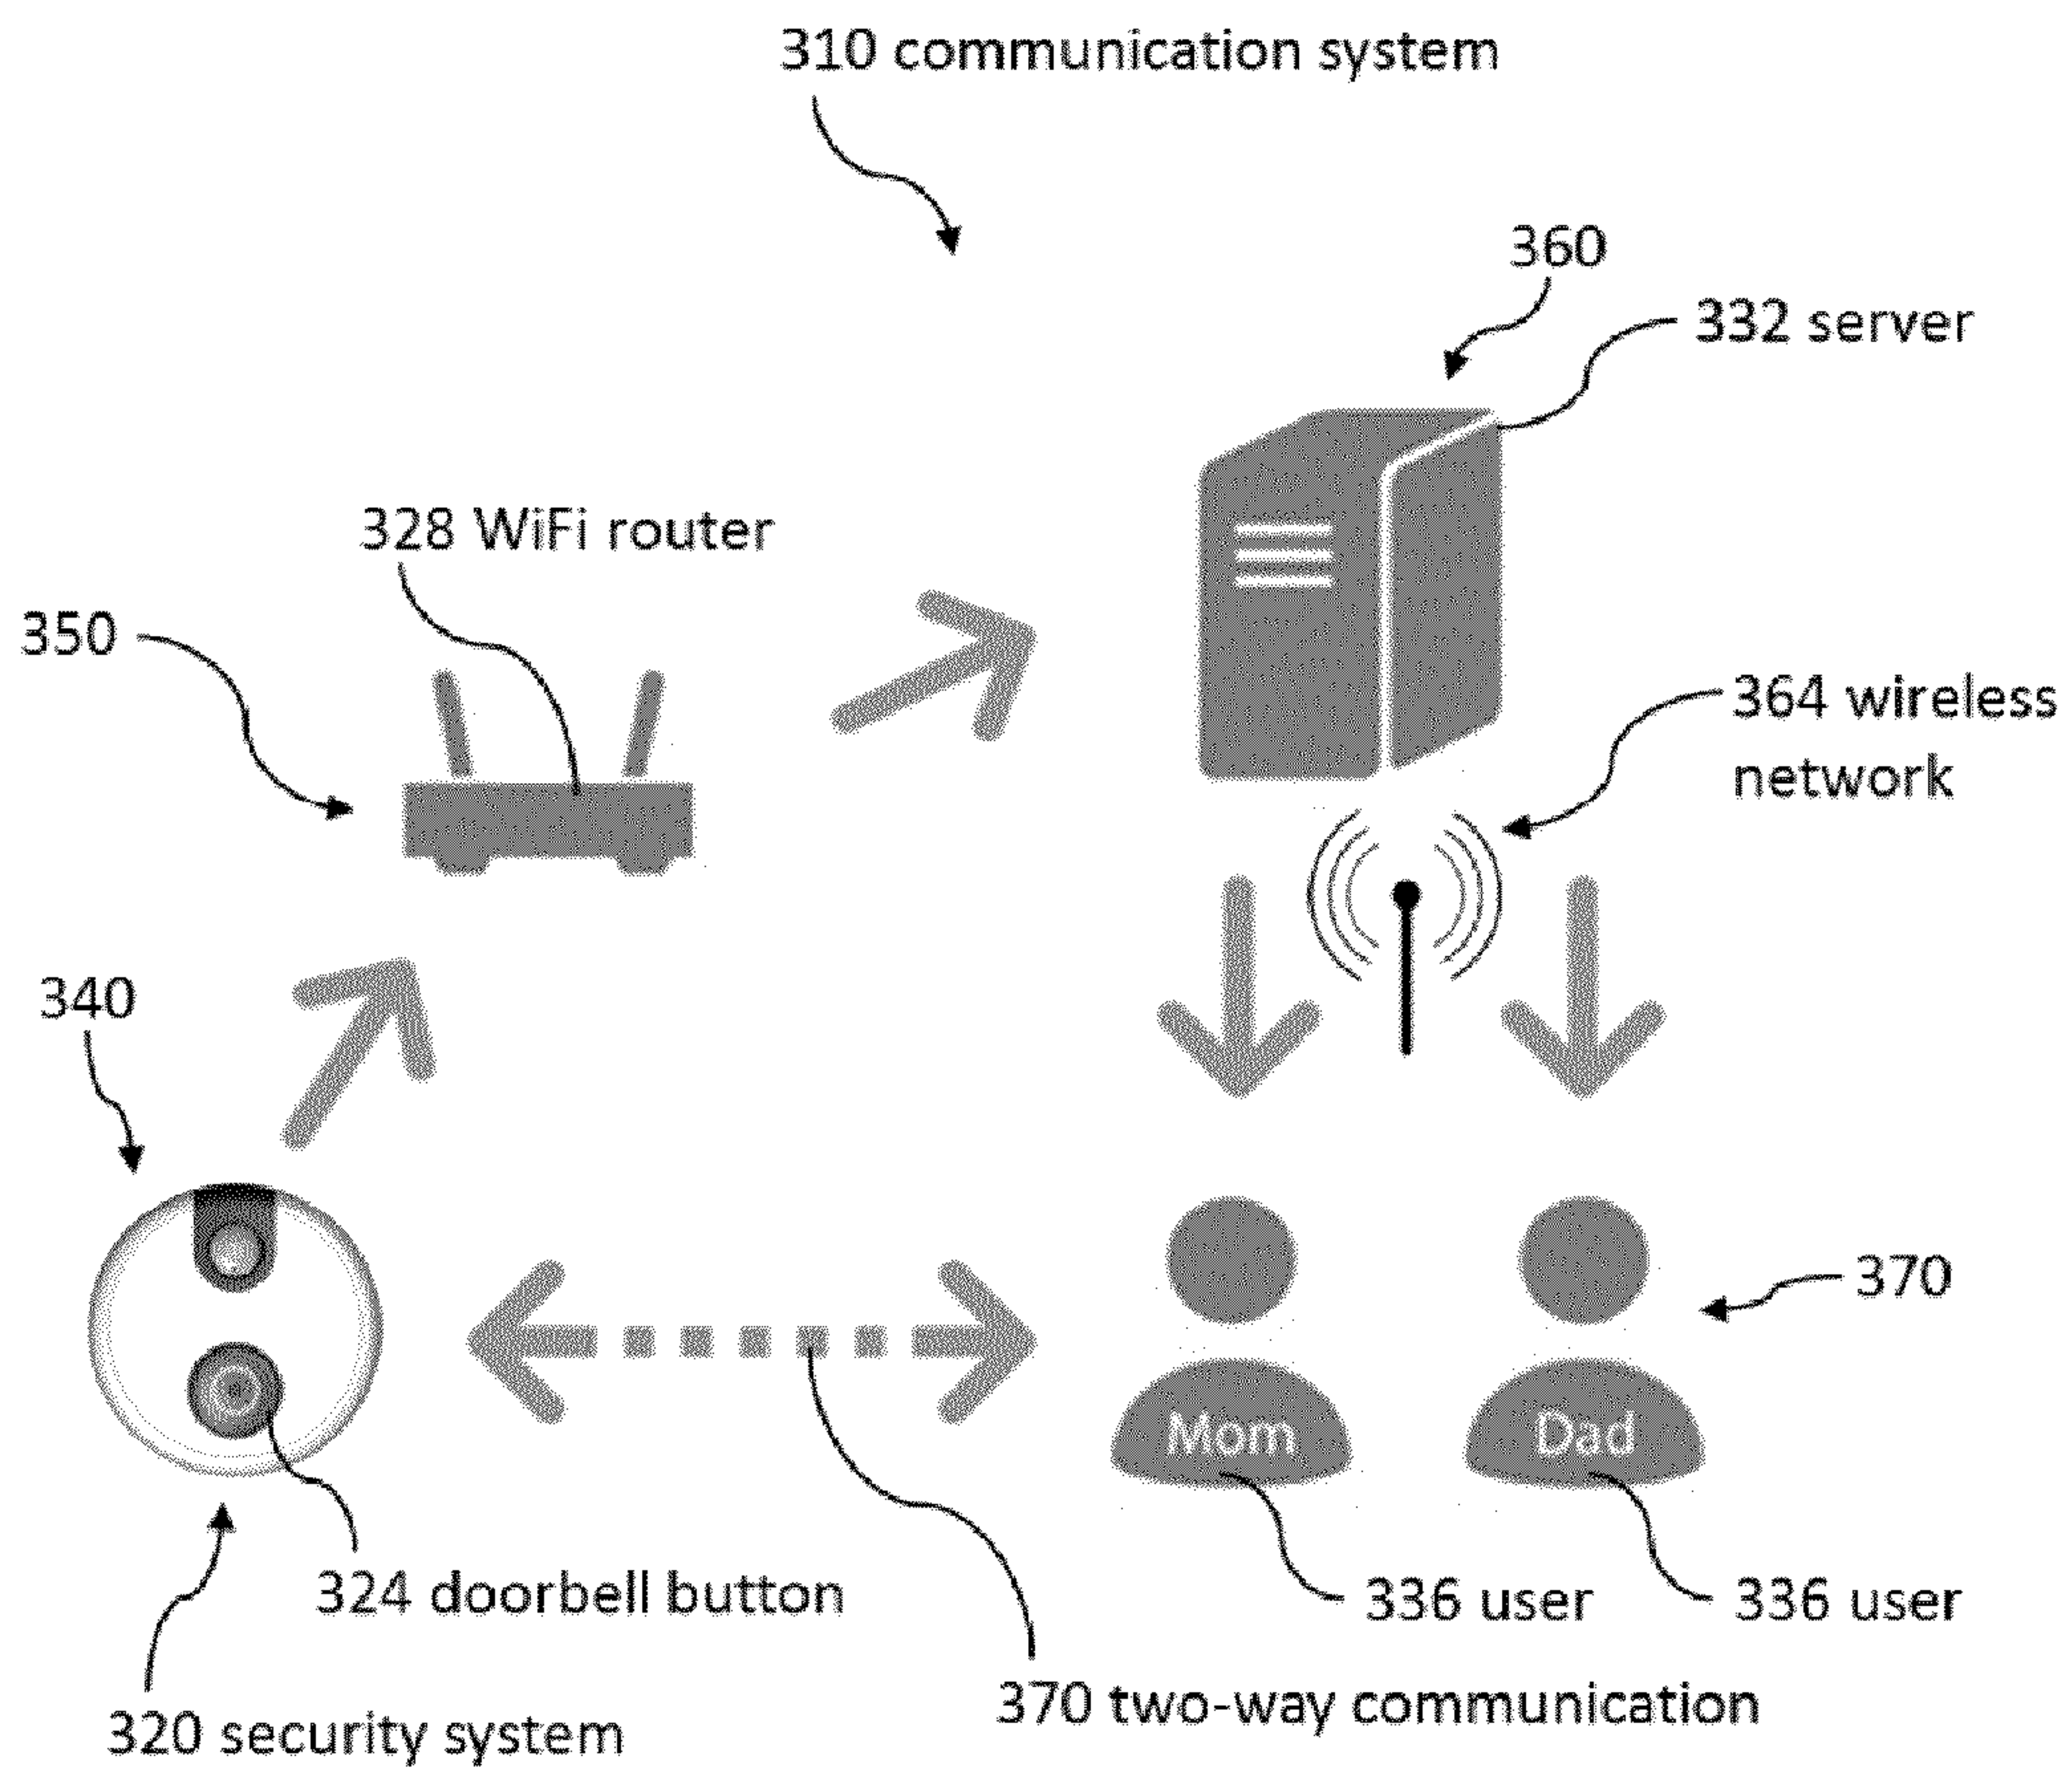 310 communication system
360
332 server
328 WiFi router
350
364 wireless
network
340
370
Mom
Dad
324 doorbell button
336 user
336 user
370 two-way communication
320 security system